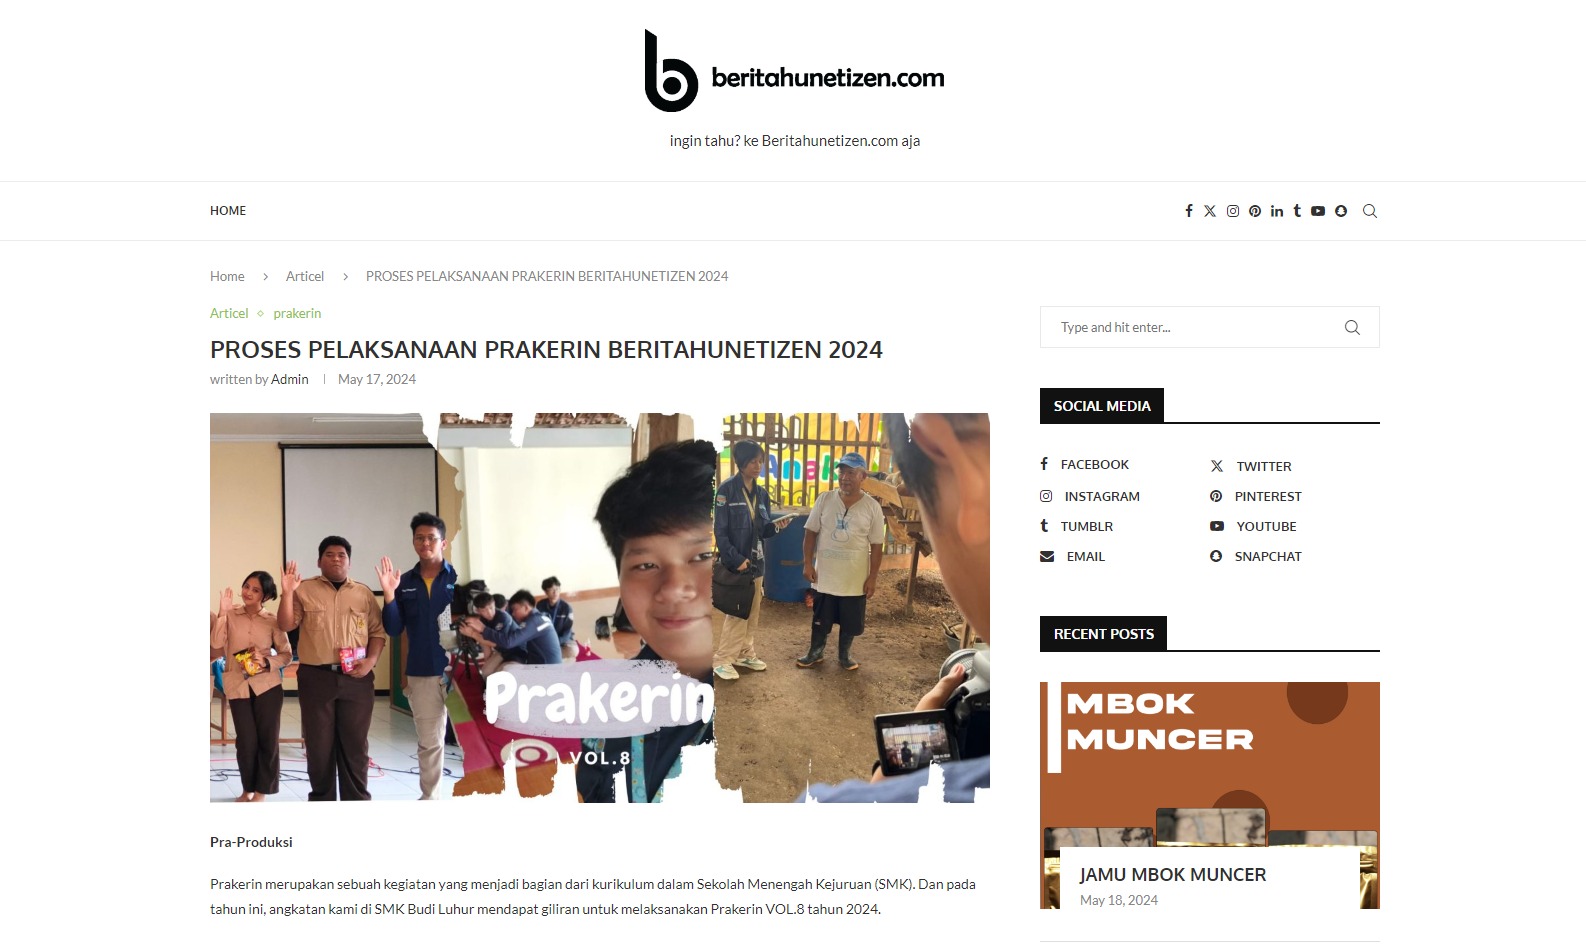 beritahunetizen.com
ingin tahu? ke Beritahunetizen.com aja
HOME
Home
Articel
PROSES PELAKSANAAN PRAKERIN BERITAHUNETIZEN 2024
Articel
prakerin
PROSES PELAKSANAAN PRAKERIN BERITAHUNETIZEN 2024
written by Admin
May 17, 2024
Anak
Prakerin
VOL.8
Pra-Produksi
Prakerin merupakan sebuah kegiatan yang menjadi bagian dari kurikulum dalam Sekolah Menengah Kejuruan (SMK). Dan pada
tahun ini, angkatan kami di SMK Budi Luhur mendapat giliran untuk melaksanakan Prakerin VOL.8 tahun 2024.
Type and hit enter...
SOCIAL MEDIA
FACEBOOK
TWITTER
INSTAGRAM
PINTEREST
TUMBLR
YOUTUBE
EMAIL
SNAPCHAT
RECENT POSTS
MBOK
MUNCER
JAMU MBOK MUNCER
May 18, 2024